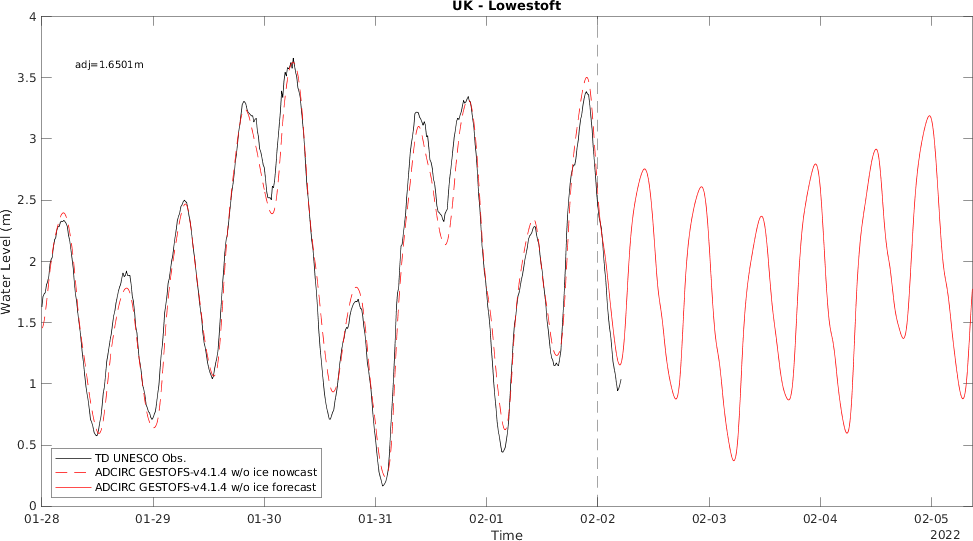 UK - Lowestoft
adj=1.6501m
Water Level (m)
4
3.5
3
2.5
2
1.5
1
0.5
0
TD UNESCO Obs.
ADCIRC GESTOFS-v4.1.4 w/o ice nowcast
ADCIRC GESTOFS-v4.1.4 w/o ice forecast
01-28 01-29 01-30 01-31 02-01 02-02 02-03 02-04 02-05
Time
2022